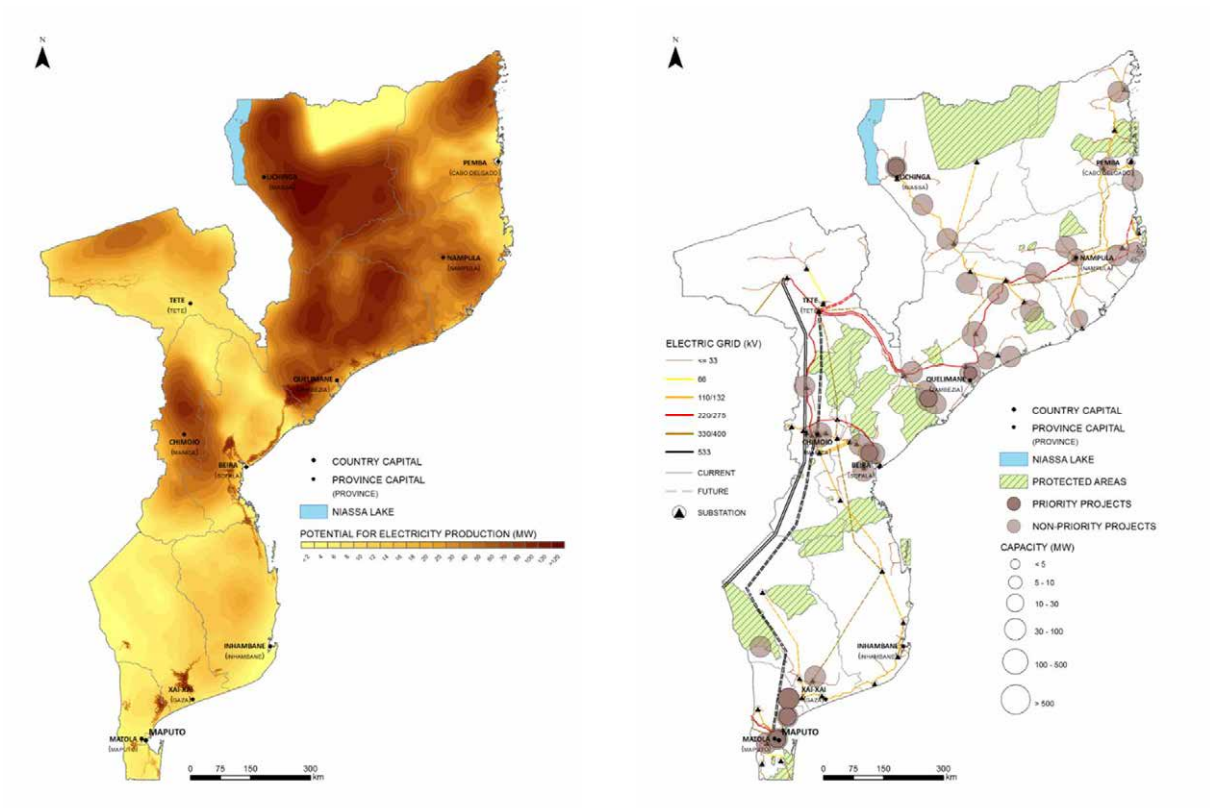 N
LICHINGA
(NIASSA)
PEMBA
(CABO DELGADO)
NAMPULA
(NAMPULA)
TETE
(TETE)
QUELIMANE
(ZAMBEZIA)
CHIMOIO
(MANICA)
BEIRA
(SOFALA)
COUNTRY CAPITAL
PROVINCE CAPITAL
(PROVINCE)
NIASSA LAKE
POTENTIAL FOR ELECTRICITY PRODUCTION (MW)
INHAMBANE
(INHAMBANE)
XAI-XAI
(GAZA)
MATOLA
(MAPUTO)
MAPUTO
0 75 150 300
km
N
LICHINGA
(NIASSA)
PEMBA
(CABO DELGADO)
NAMPULA
(NAMPULA)
TETE
(TETE)
ELECTRIC GRID (kV)
<= 33
66
110/132
220/275
330/400
533
CURRENT
FUTURE
SUBSTATION
QUELIMANE
(ZAMBEZIA)
CHIMOIO
BEIRA
(SOFALA)
COUNTRY CAPITAL
PROVINCE CAPITAL
(PROVINCE)
NIASSA LAKE
PROTECTED AREAS
PRIORITY PROJECTS
NON-PRIORITY PROJECTS
CAPACITY (MW)
< 5
5 - 10
10 - 30
30 - 100
100 - 500
> 500
INHAMBANE
(INHAMBANE)
XAI-XAI
(GAZA)
MATOLA
(MAPUTO)
MAPUTO
0 75 150 300
km